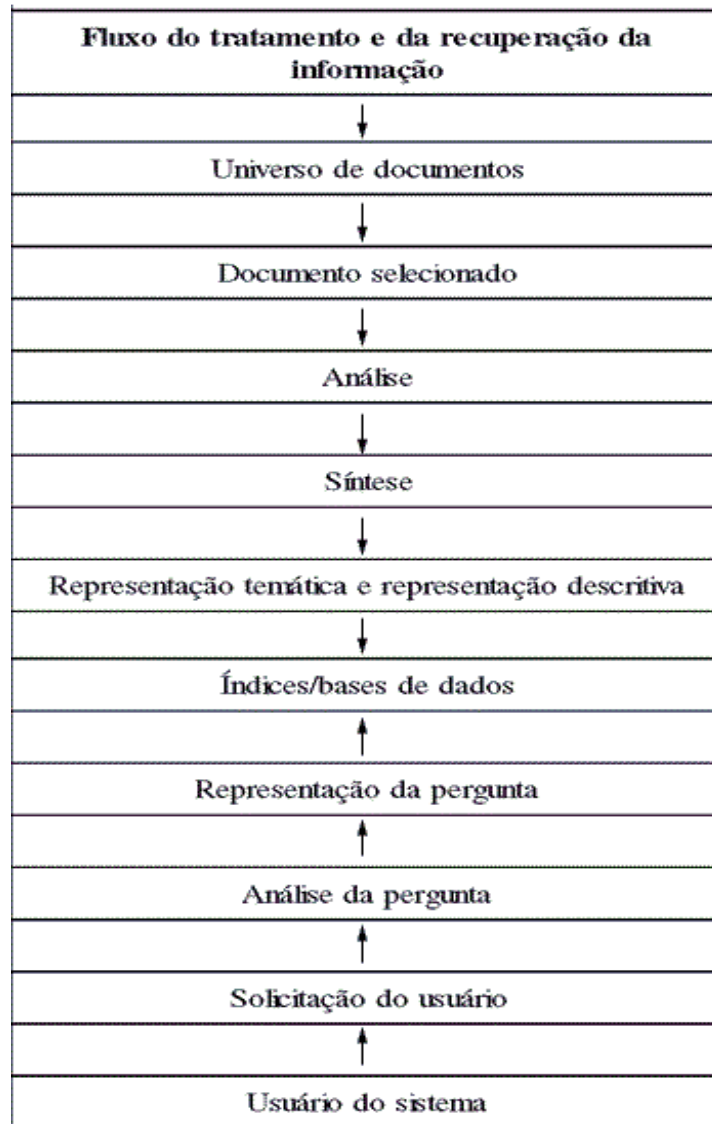 Fluxo do tratamento e da recuperação da
informação
Universo de documentos
Documento selecionado
Análise
Síntese
Representação temática e representação descritiva
Índices/bases de dados
Representação da pergunta
Análise da pergunta
Solicitação do usuário
Usuário do sistema